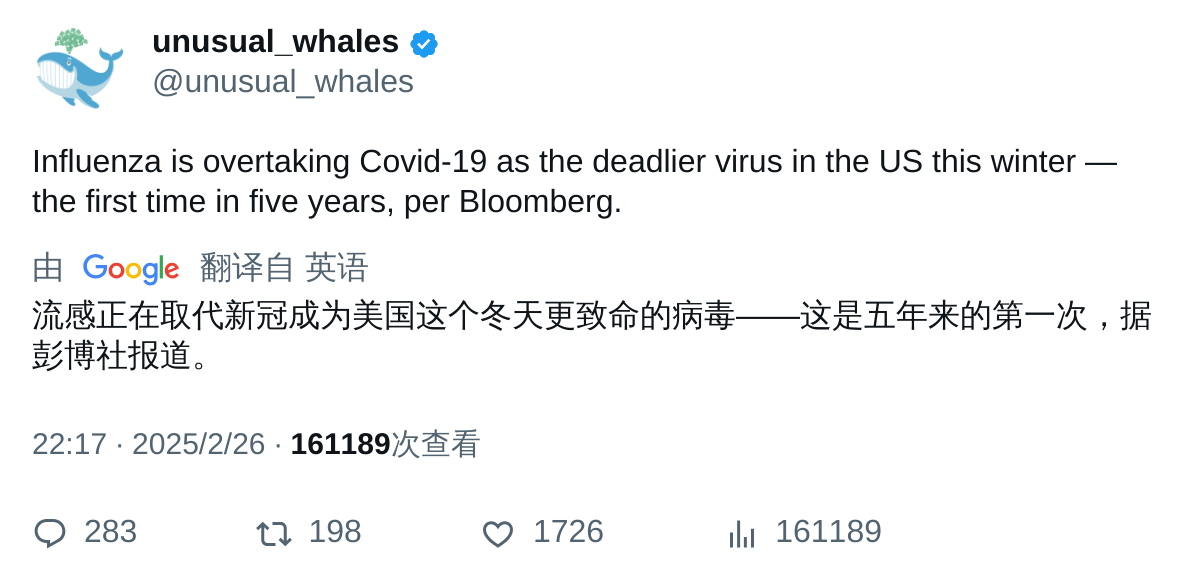 unusual_whales
@unusual_whales
Influenza is overtaking Covid-19 as the deadlier virus in the US this winter —
the first time in five years, per Bloomberg.
由 Google 翻译自 英语
流感正在取代新冠成为美国这个冬天更致命的病毒——这是五年来的第一次，据
彭博社报道。
22:17 · 2025/2/26 · 161189次查看
283 198 1726 161189